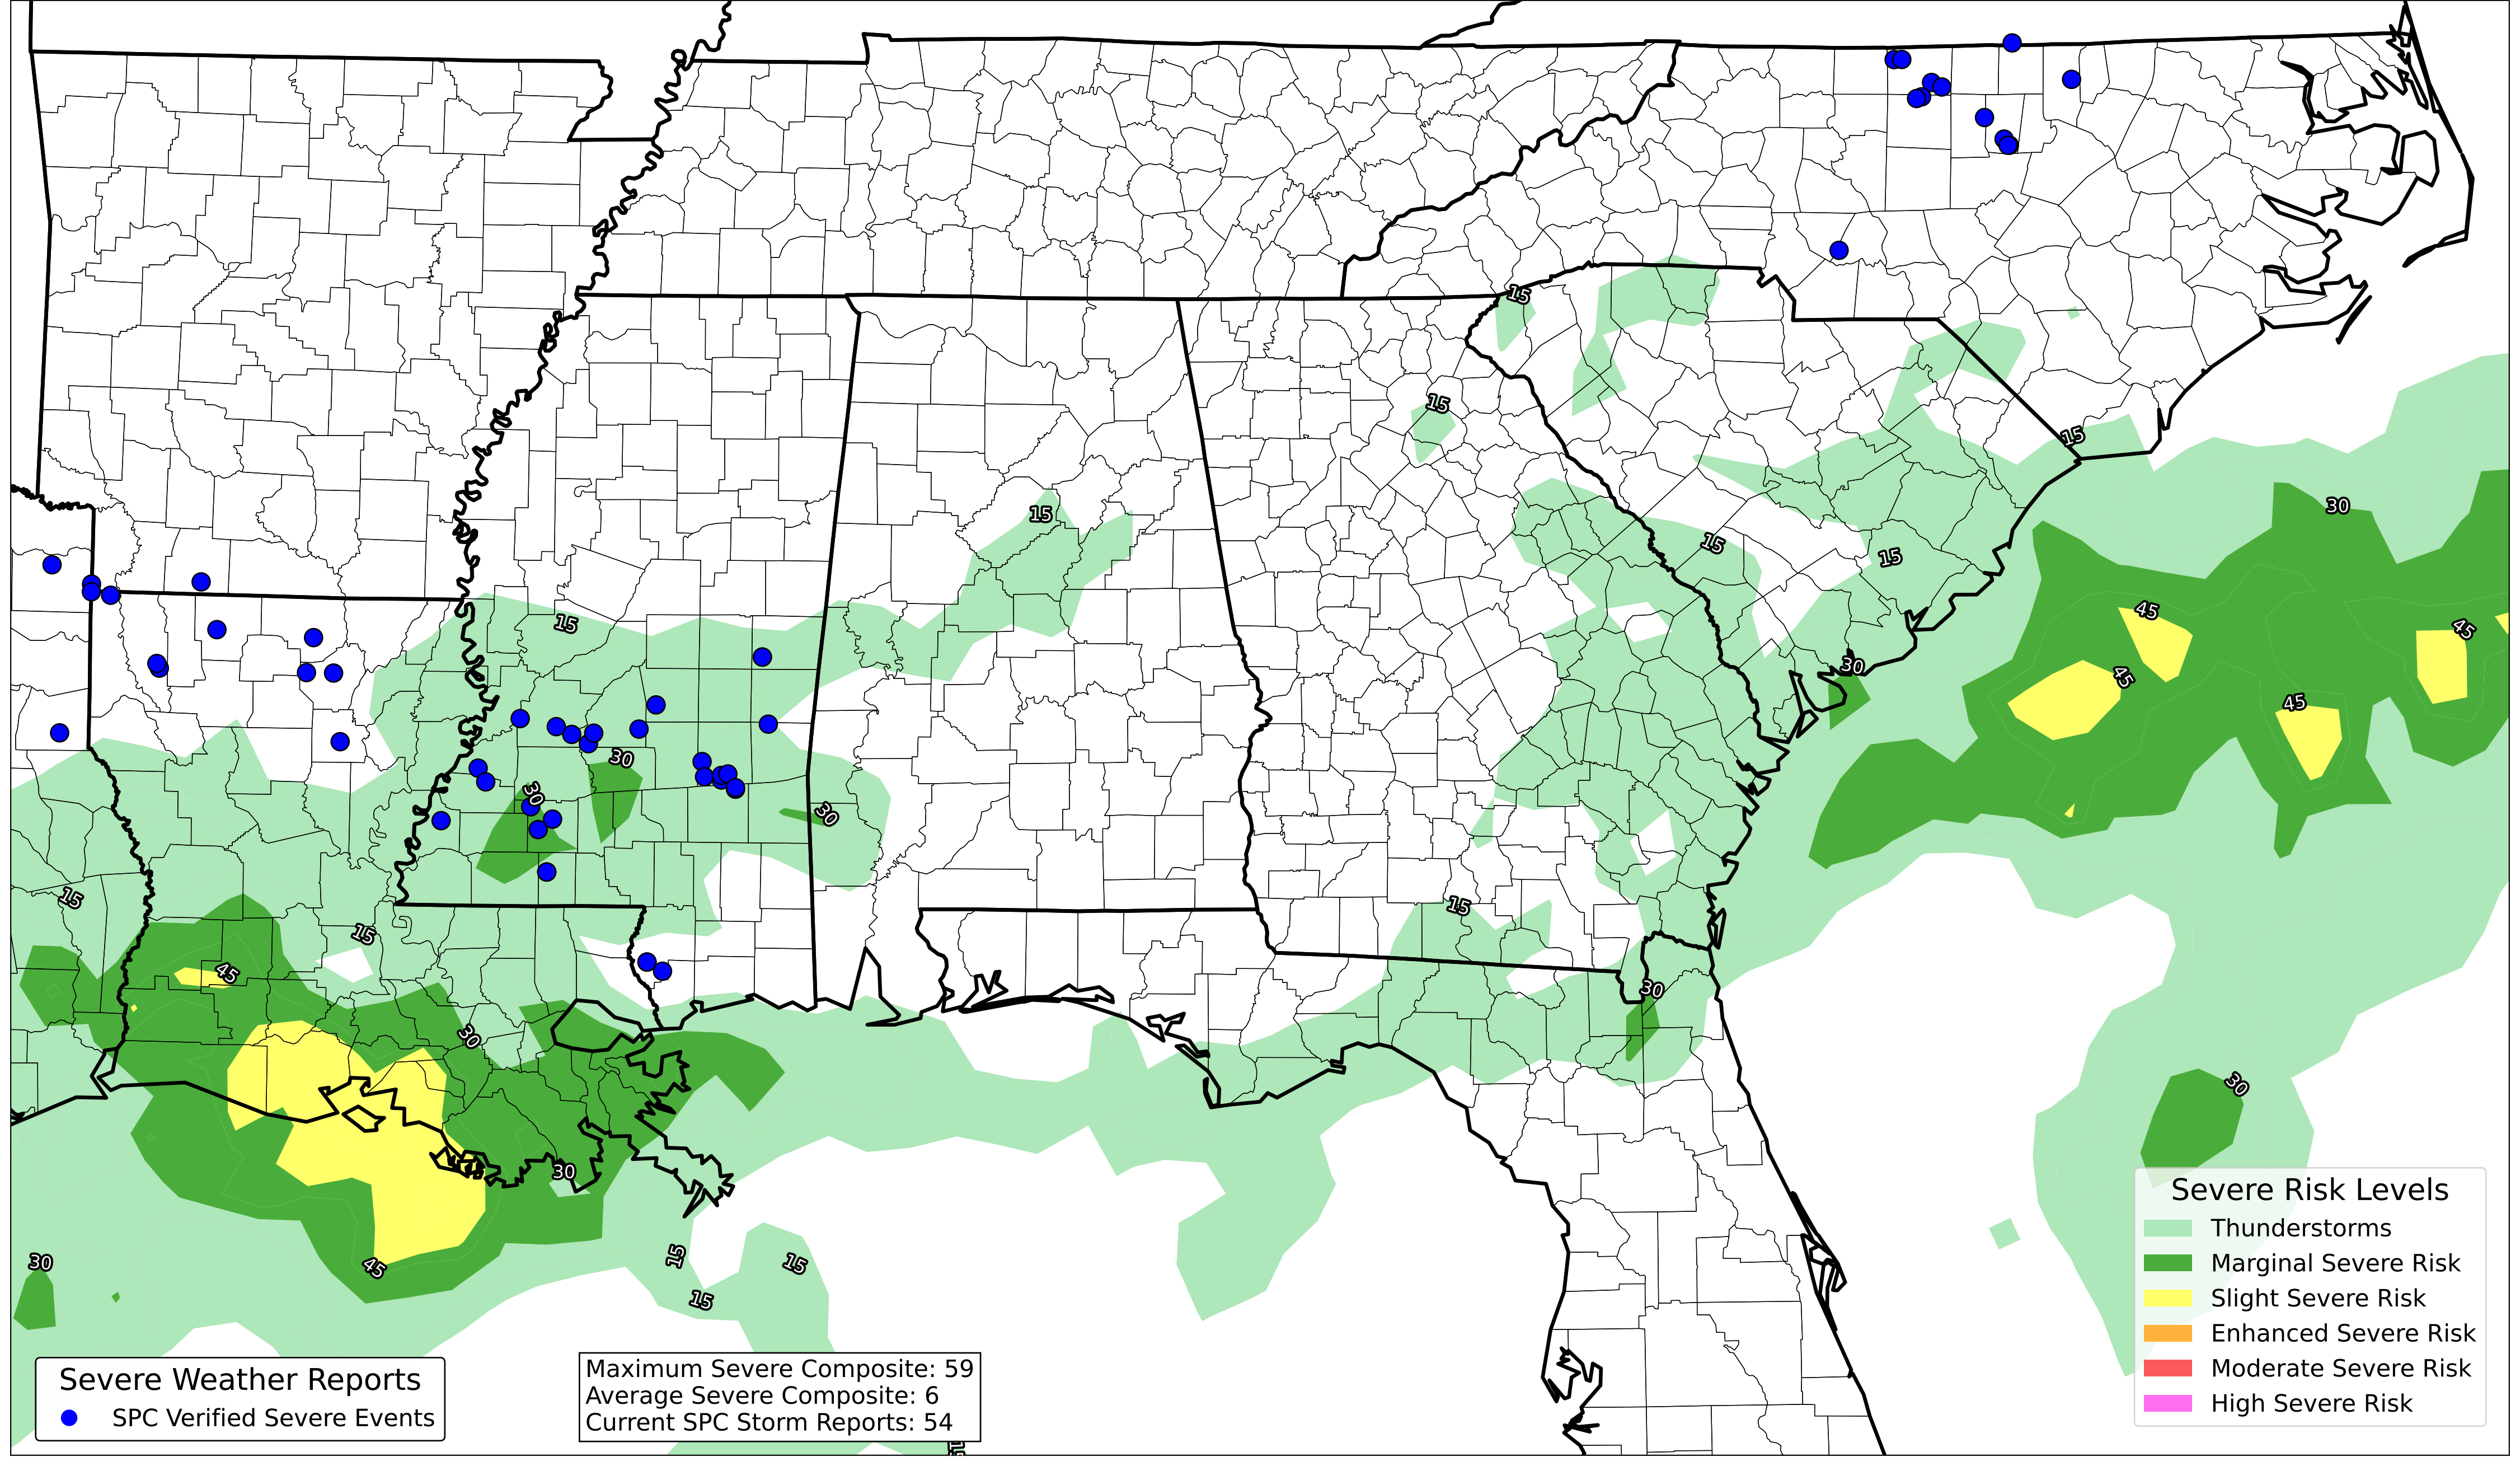 15
15
15
30
15
15
15
15
45
45
30
45
45
30
30
30
15
15
15
45
30
30
30
30
15
30
45
15
15
15
Severe Risk Levels
Thunderstorms
Marginal Severe Risk
Slight Severe Risk
Enhanced Severe Risk
Moderate Severe Risk
High Severe Risk
Severe Weather Reports
SPC Verified Severe Events
Maximum Severe Composite: 59
Average Severe Composite: 6
Current SPC Storm Reports: 54